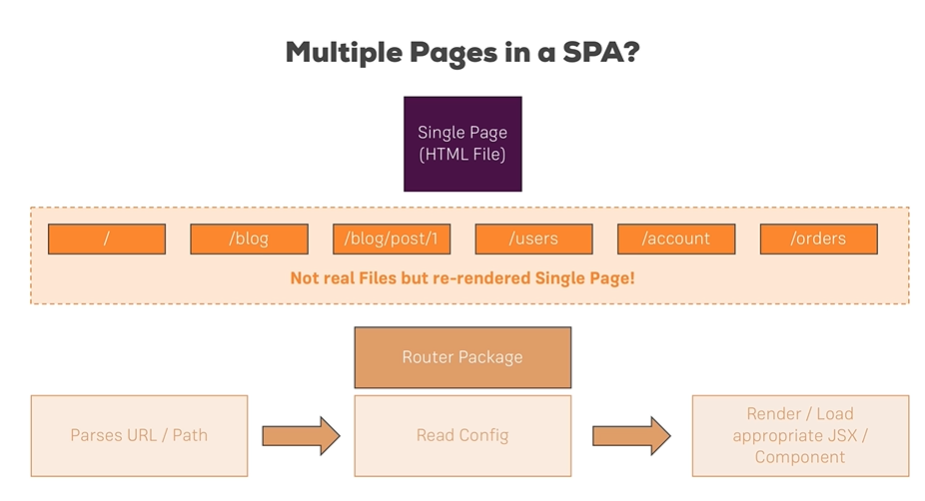 Multiple Pages in a SPA?
Single Page
(HTML File)
/
/blog
/blog/post/1
/users
/account
/orders
Not real Files but re-rendered Single Page!
Router Package
Parses URL / Path
Read Config
Render / Load
appropriate JSX /
Component